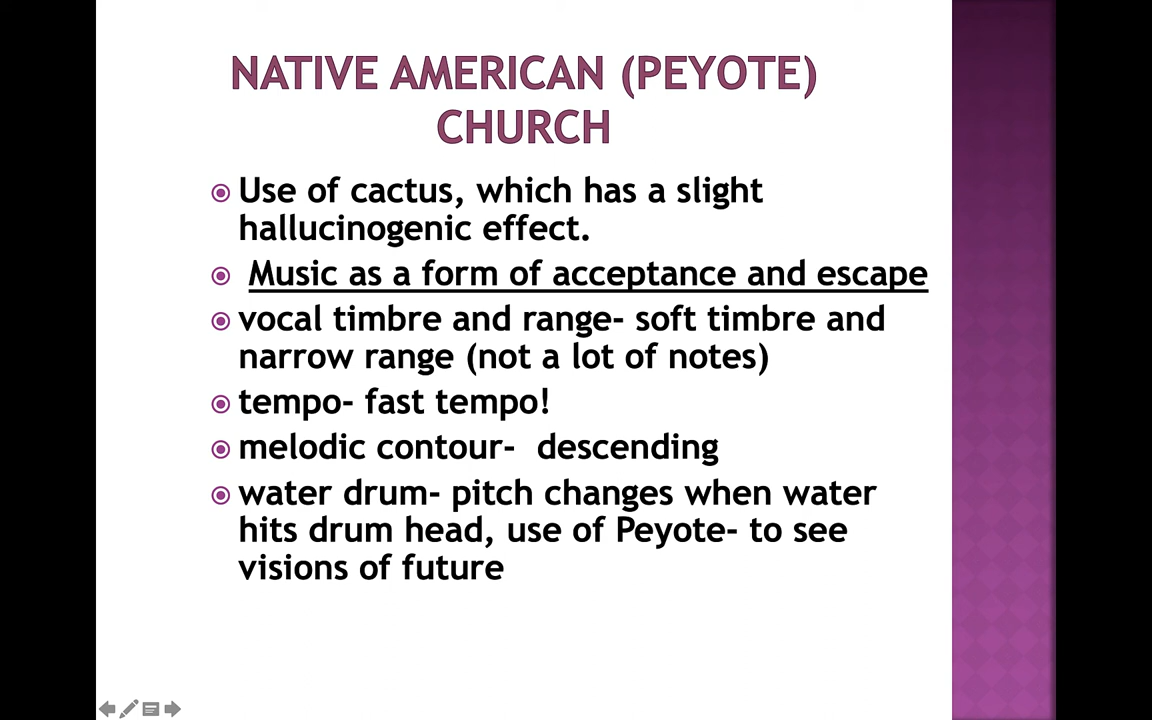 NATIVE AMERICAN (PEYOTE)
CHURCH
Use of cactus, which has a slight
hallucinogenic effect.
Music as a form of acceptance and escape
vocal timbre and range- soft timbre and
narrow range (not a lot of notes)
tempo- fast tempo!
melodic contour-  descending
water drum- pitch changes when water
hits drum head, use of Peyote- to see
visions of future